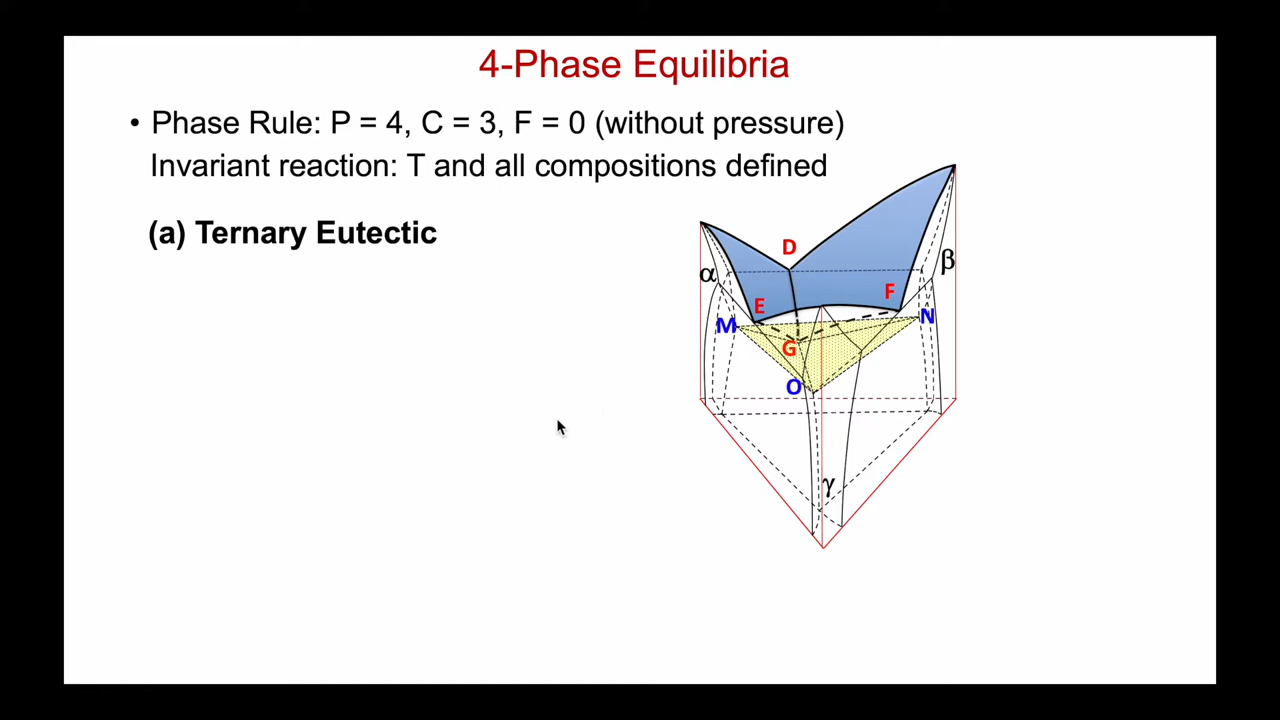 4-Phase Equilibria
• Phase Rule: P = 4, C = 3, F = 0 (without pressure)
Invariant reaction: T and all compositions defined
(a) Ternary Eutectic
D
α
β
E
F
M
N
G
O
γ